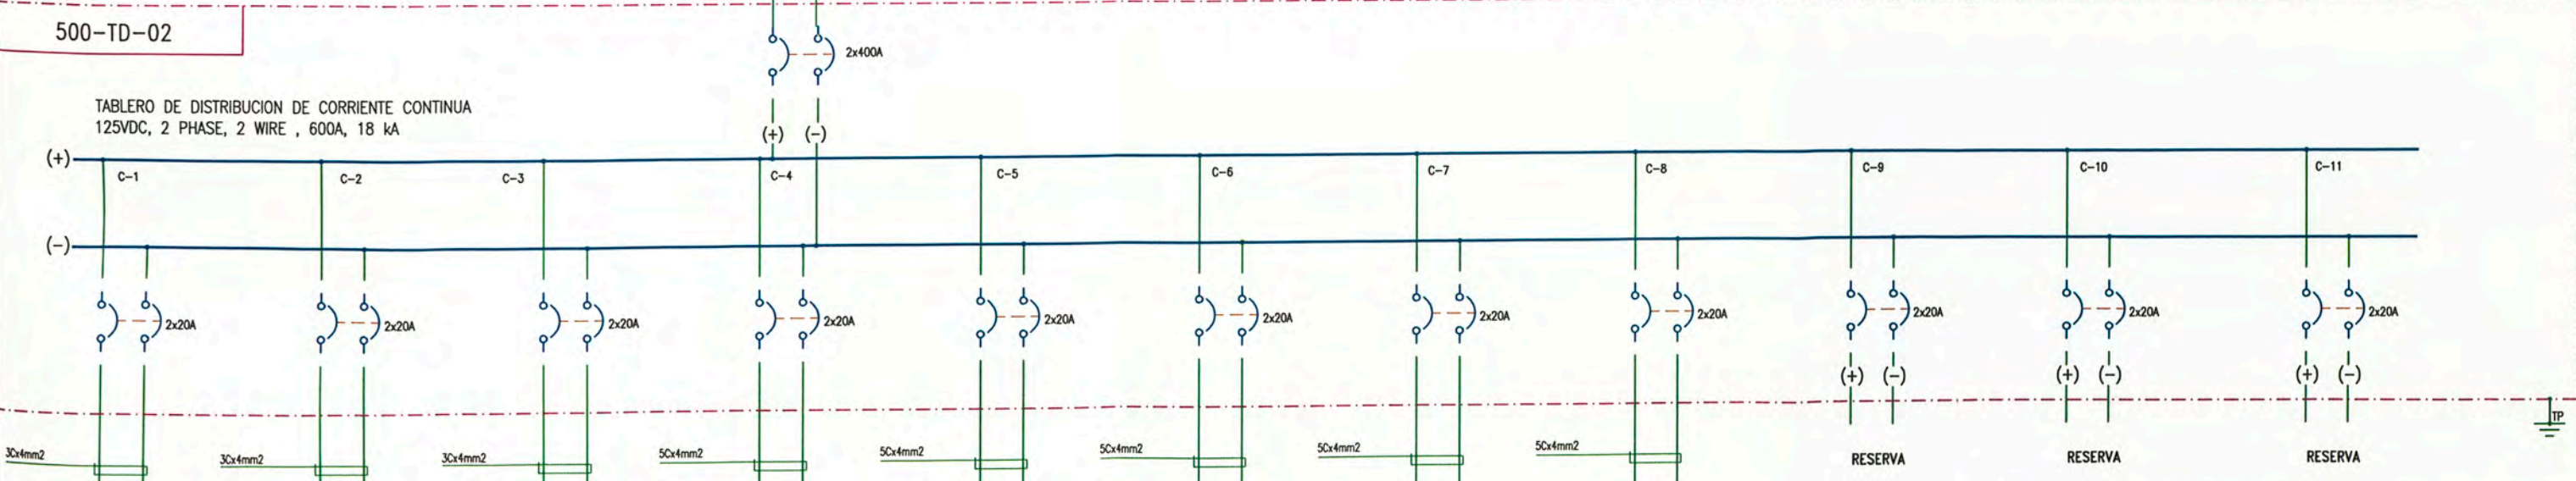 500-TD-02
2x400A
TABLERO DE DISTRIBUCION DE CORRIENTE CONTINUA
125VDC, 2 PHASE, 2 WIRE , 600A, 18 kA
(+) (-)
(+)
C-1 C-2 C-3 C-4 C-5 C-6 C-7 C-8 C-9 C-10 C-11
(-)
2x20A 2x20A 2x20A 2x20A 2x20A 2x20A 2x20A 2x20A 2x20A 2x20A 2x20A
(+) (-) (+) (-) (+) (-)
TP
3Cx4mm2 3Cx4mm2 3Cx4mm2 5Cx4mm2 5Cx4mm2 5Cx4mm2 5Cx4mm2 5Cx4mm2
RESERVA RESERVA RESERVA